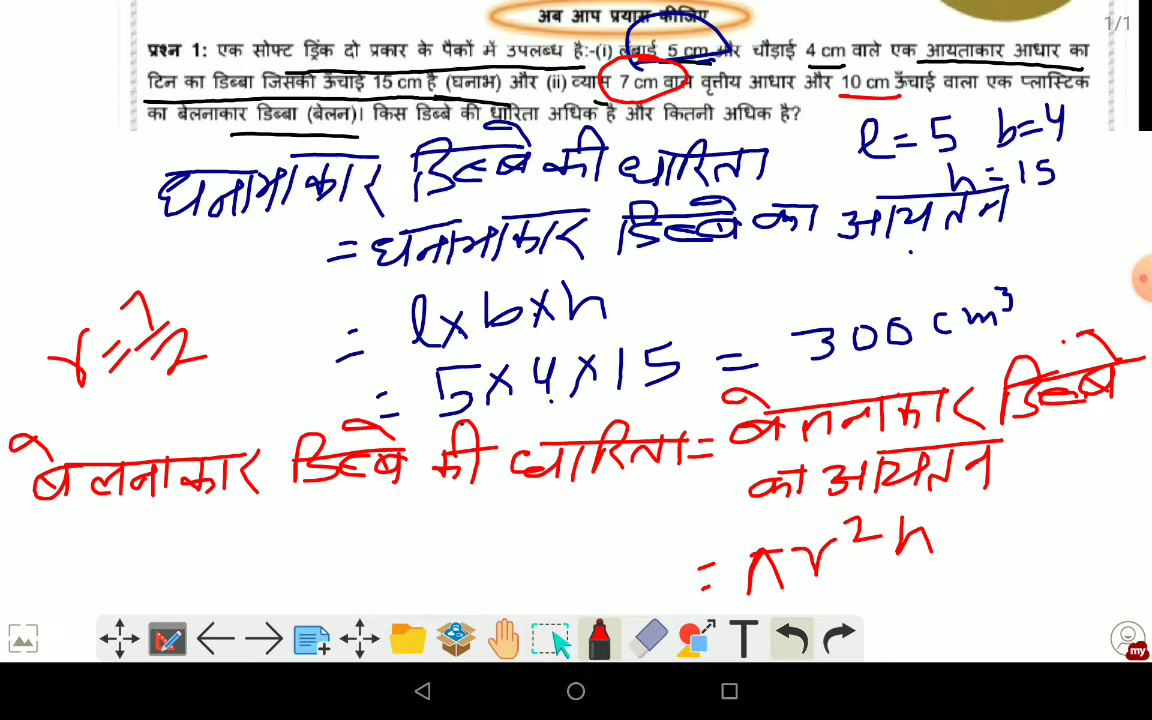 अब आप प्रयास कीजिए
1/1
प्रश्न 1: एक सोफ्ट ड्रिंक दो प्रकार के पैकों में उपलब्ध है:-(i) लंबाई 5 cm और चौड़ाई 4 cm वाले एक आयताकार आधार का
टिन का डिब्बा जिसकी ऊँचाई 15 cm है (घनाभ) और (ii) व्यास 7 cm वाले वृत्तीय आधार और 10 cm ऊँचाई वाला एक प्लास्टिक
का बेलनाकार डिब्बा (बेलन)। किस डिब्बे की धारिता अधिक है और कितनी अधिक है?
l = 5 b = 4
h = 15
घनाभाकार डिब्बे की धारिता
= घनाभाकार डिब्बे का आयतन
= l × b × h
r = 7/2
= 5 × 4 × 15 = 300 cm³
बेलनाकार डिब्बे की धारिता = बेलनाकार डिब्बे
का आयतन
= πr²h
T
my